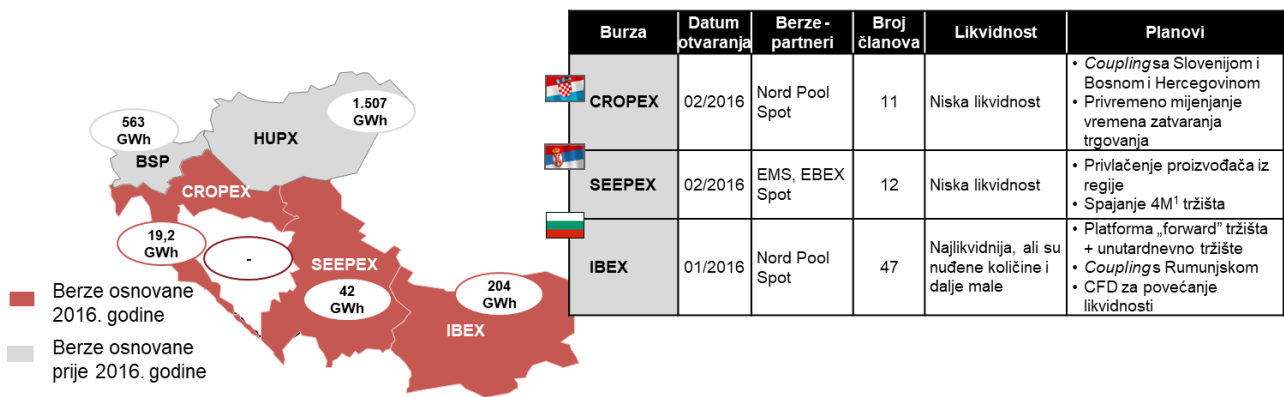 1.507
GWh
563
GWh
HUPX
BSP
CROPEX
19,2
GWh
-
SEEPEX
42
GWh
204
GWh
IBEX
Berze osnovane
2016. godine
Berze osnovane
prije 2016. godine
Burza
Datum
otvaranja
Berze -
partneri
Broj
članova
Likvidnost
Planovi
CROPEX
02/2016
Nord Pool
Spot
11
Niska likvidnost
• Coupling sa Slovenijom i
Bosnom i Hercegovinom
• Privremeno mijenjanje
vremena zatvaranja
trgovanja
SEEPEX
02/2016
EMS, EBEX
Spot
12
Niska likvidnost
• Privlačenje proizvođača iz
regije
• Spajanje 4M¹ tržišta
IBEX
01/2016
Nord Pool
Spot
47
Najlikvidnija, ali su
nuđene količine i
dalje male
• Platforma „forward” tržišta
+ unutardnevno tržište
• Coupling s Rumunjskom
• CFD za povećanje
likvidnosti